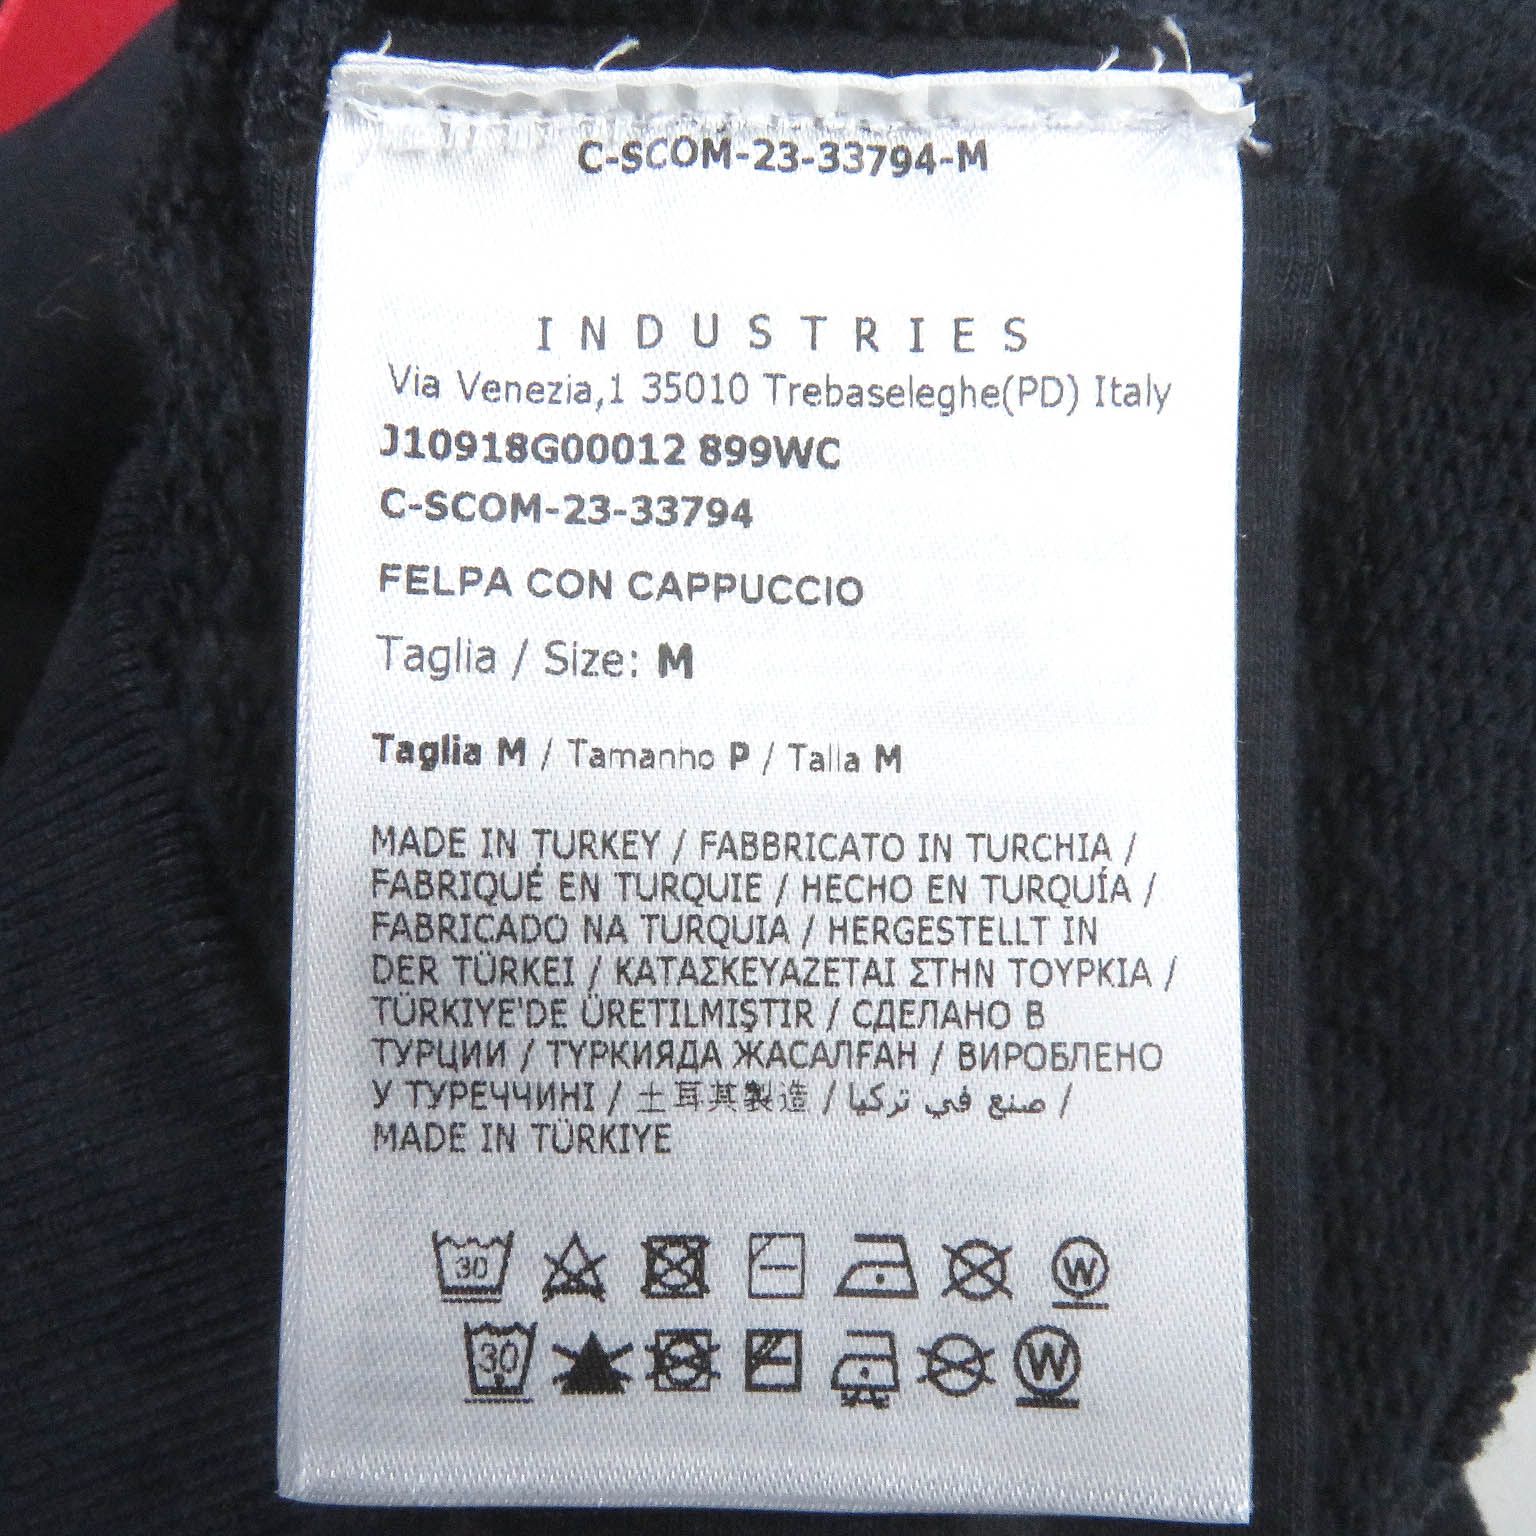 C-SCOM-23-33794-M
INDUSTRIES
Via Venezia,1 35010 Trebaseleghe(PD) Italy
J10918G00012 899WC
C-SCOM-23-33794
FELPA CON CAPPUCCIO
Taglia / Size: M
Taglia M / Tamanho P / Talla M
MADE IN TURKEY / FABBRICATO IN TURCHIA /
FABRIQUÉ EN TURQUIE / HECHO EN TURQUÍA /
FABRICADO NA TURQUIA / HERGESTELLT IN
DER TÜRKEI / ΚΑΤΑΣΚΕΥΑΖΕΤΑΙ ΣΤΗΝ ΤΟΥΡΚΙΑ /
TÜRKİYE'DE ÜRETILMIŞTIR / СДЕЛАНО В
ТУРЦИИ / ТҮРКИЯДА ЖАСАЛҒАН / ВИРОБЛЕНО
У ТУРЕЧЧИНІ / 土耳其製造 / صنع في تركيا /
MADE IN TÜRKIYE
30 W
30 W